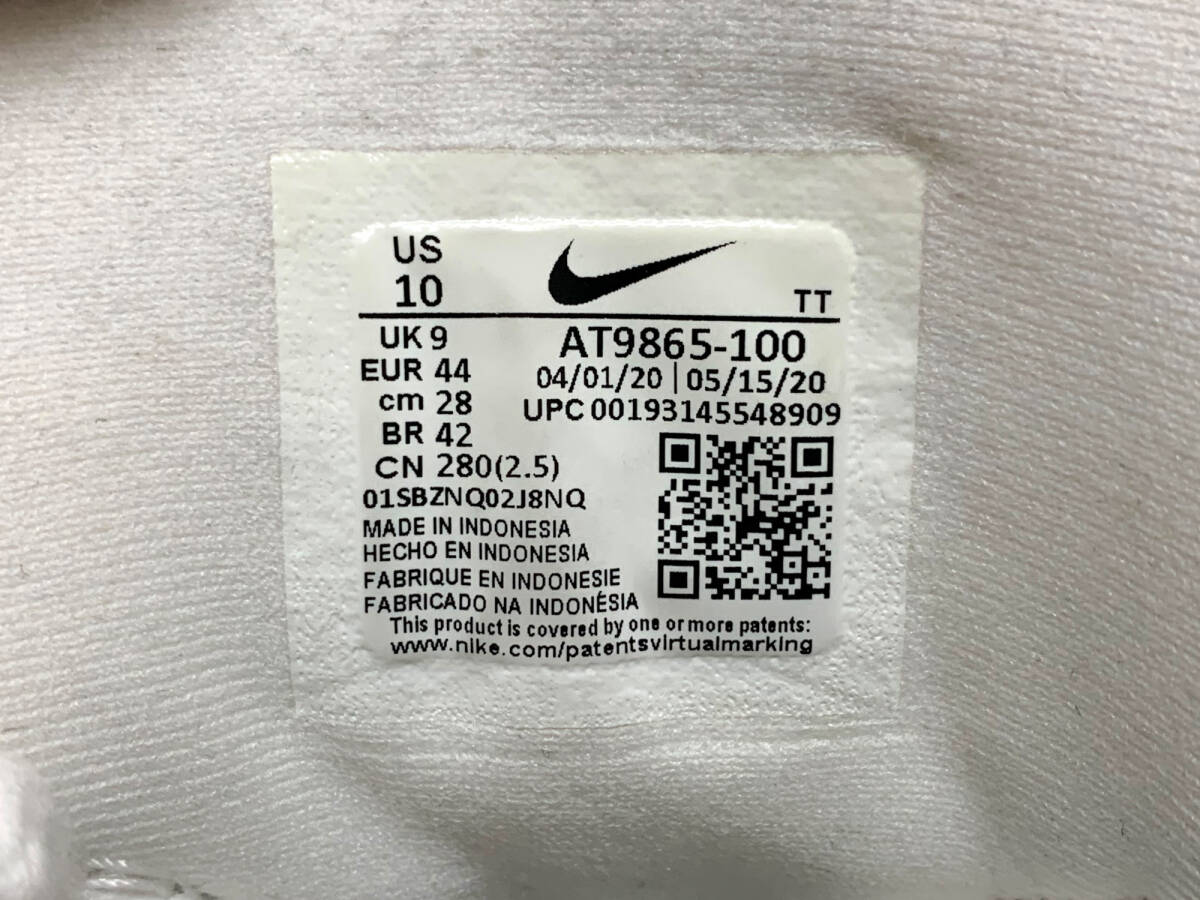 US
10
TT
UK 9
AT9865-100
EUR 44
04/01/20 | 05/15/20
cm 28
UPC 00193145548909
BR 42
CN 280(2.5)
01SBZNQ02J8NQ
MADE IN INDONESIA
HECHO EN INDONESIA
FABRIQUE EN INDONESIE
FABRICADO NA INDONÉSIA
This product is covered by one or more patents:
www.nike.com/patentsvirtualmarking